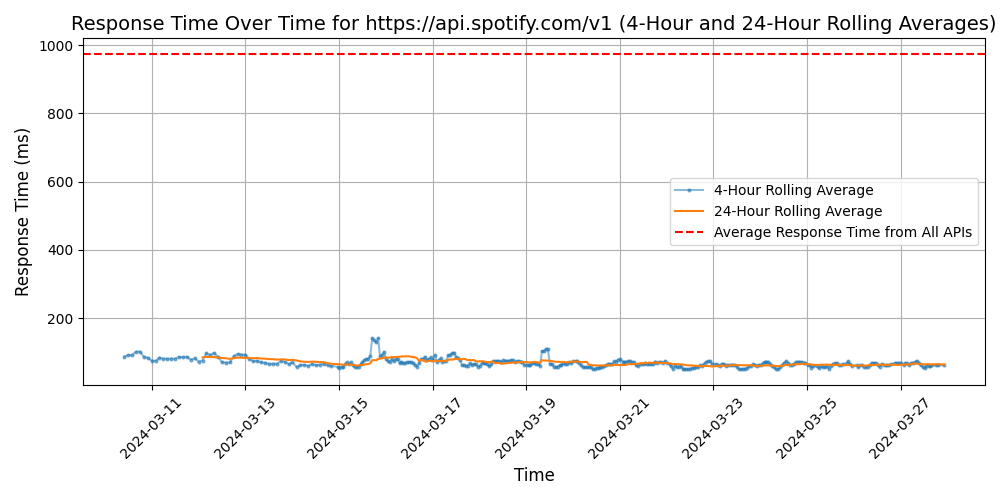 Response Time Over Time for https://api.spotify.com/v1 (4-Hour and 24-Hour Rolling Averages)
Response Time (ms)
1000
800
600
400
200
4-Hour Rolling Average
24-Hour Rolling Average
Average Response Time from All APIs
2024-03-11
2024-03-13
2024-03-15
2024-03-17
2024-03-19
2024-03-21
2024-03-23
2024-03-25
2024-03-27
Time